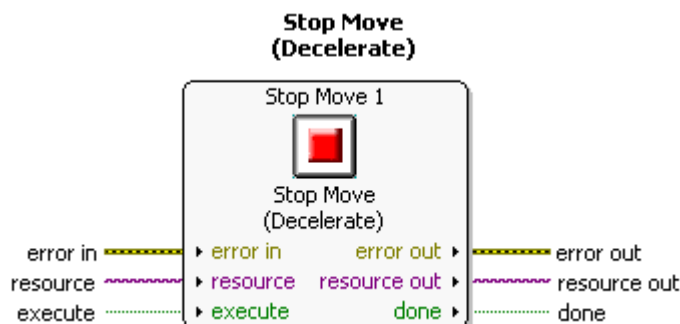 Stop Move
(Decelerate)
Stop Move 1
Stop Move
(Decelerate)
error in error in error out error out
resource resource resource out resource out
execute execute done done